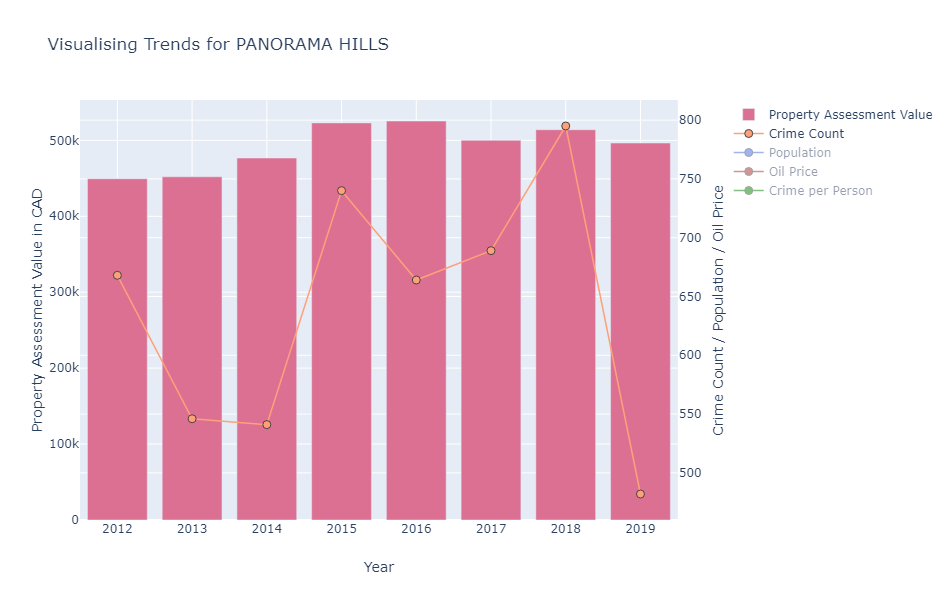 Visualising Trends for PANORAMA HILLS
Property Assessment Value
Crime Count
Population
Oil Price
Crime per Person
Property Assessment Value in CAD
500k
400k
300k
200k
100k
0
800
750
700
650
600
550
500
Crime Count / Population / Oil Price
2012 2013 2014 2015 2016 2017 2018 2019
Year